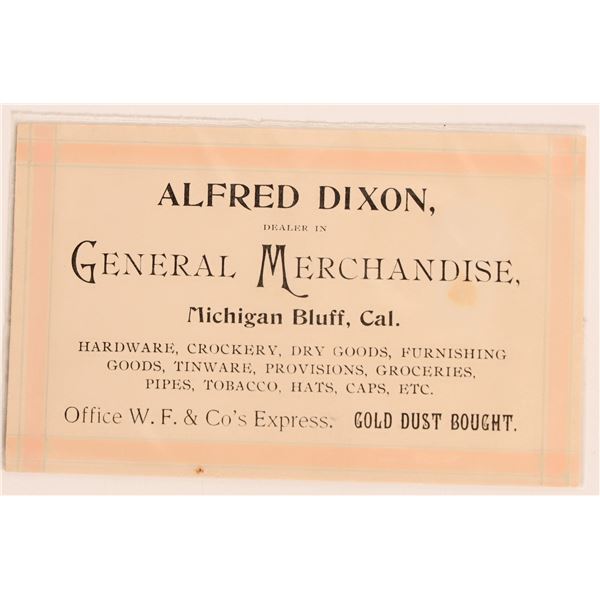 ALFRED DIXON,
DEALER IN
GENERAL MERCHANDISE,
Michigan Bluff, Cal.
HARDWARE, CROCKERY, DRY GOODS, FURNISHING
GOODS, TINWARE, PROVISIONS, GROCERIES,
PIPES, TOBACCO, HATS, CAPS, ETC.
Office W. F. & Co's Express. GOLD DUST BOUGHT.